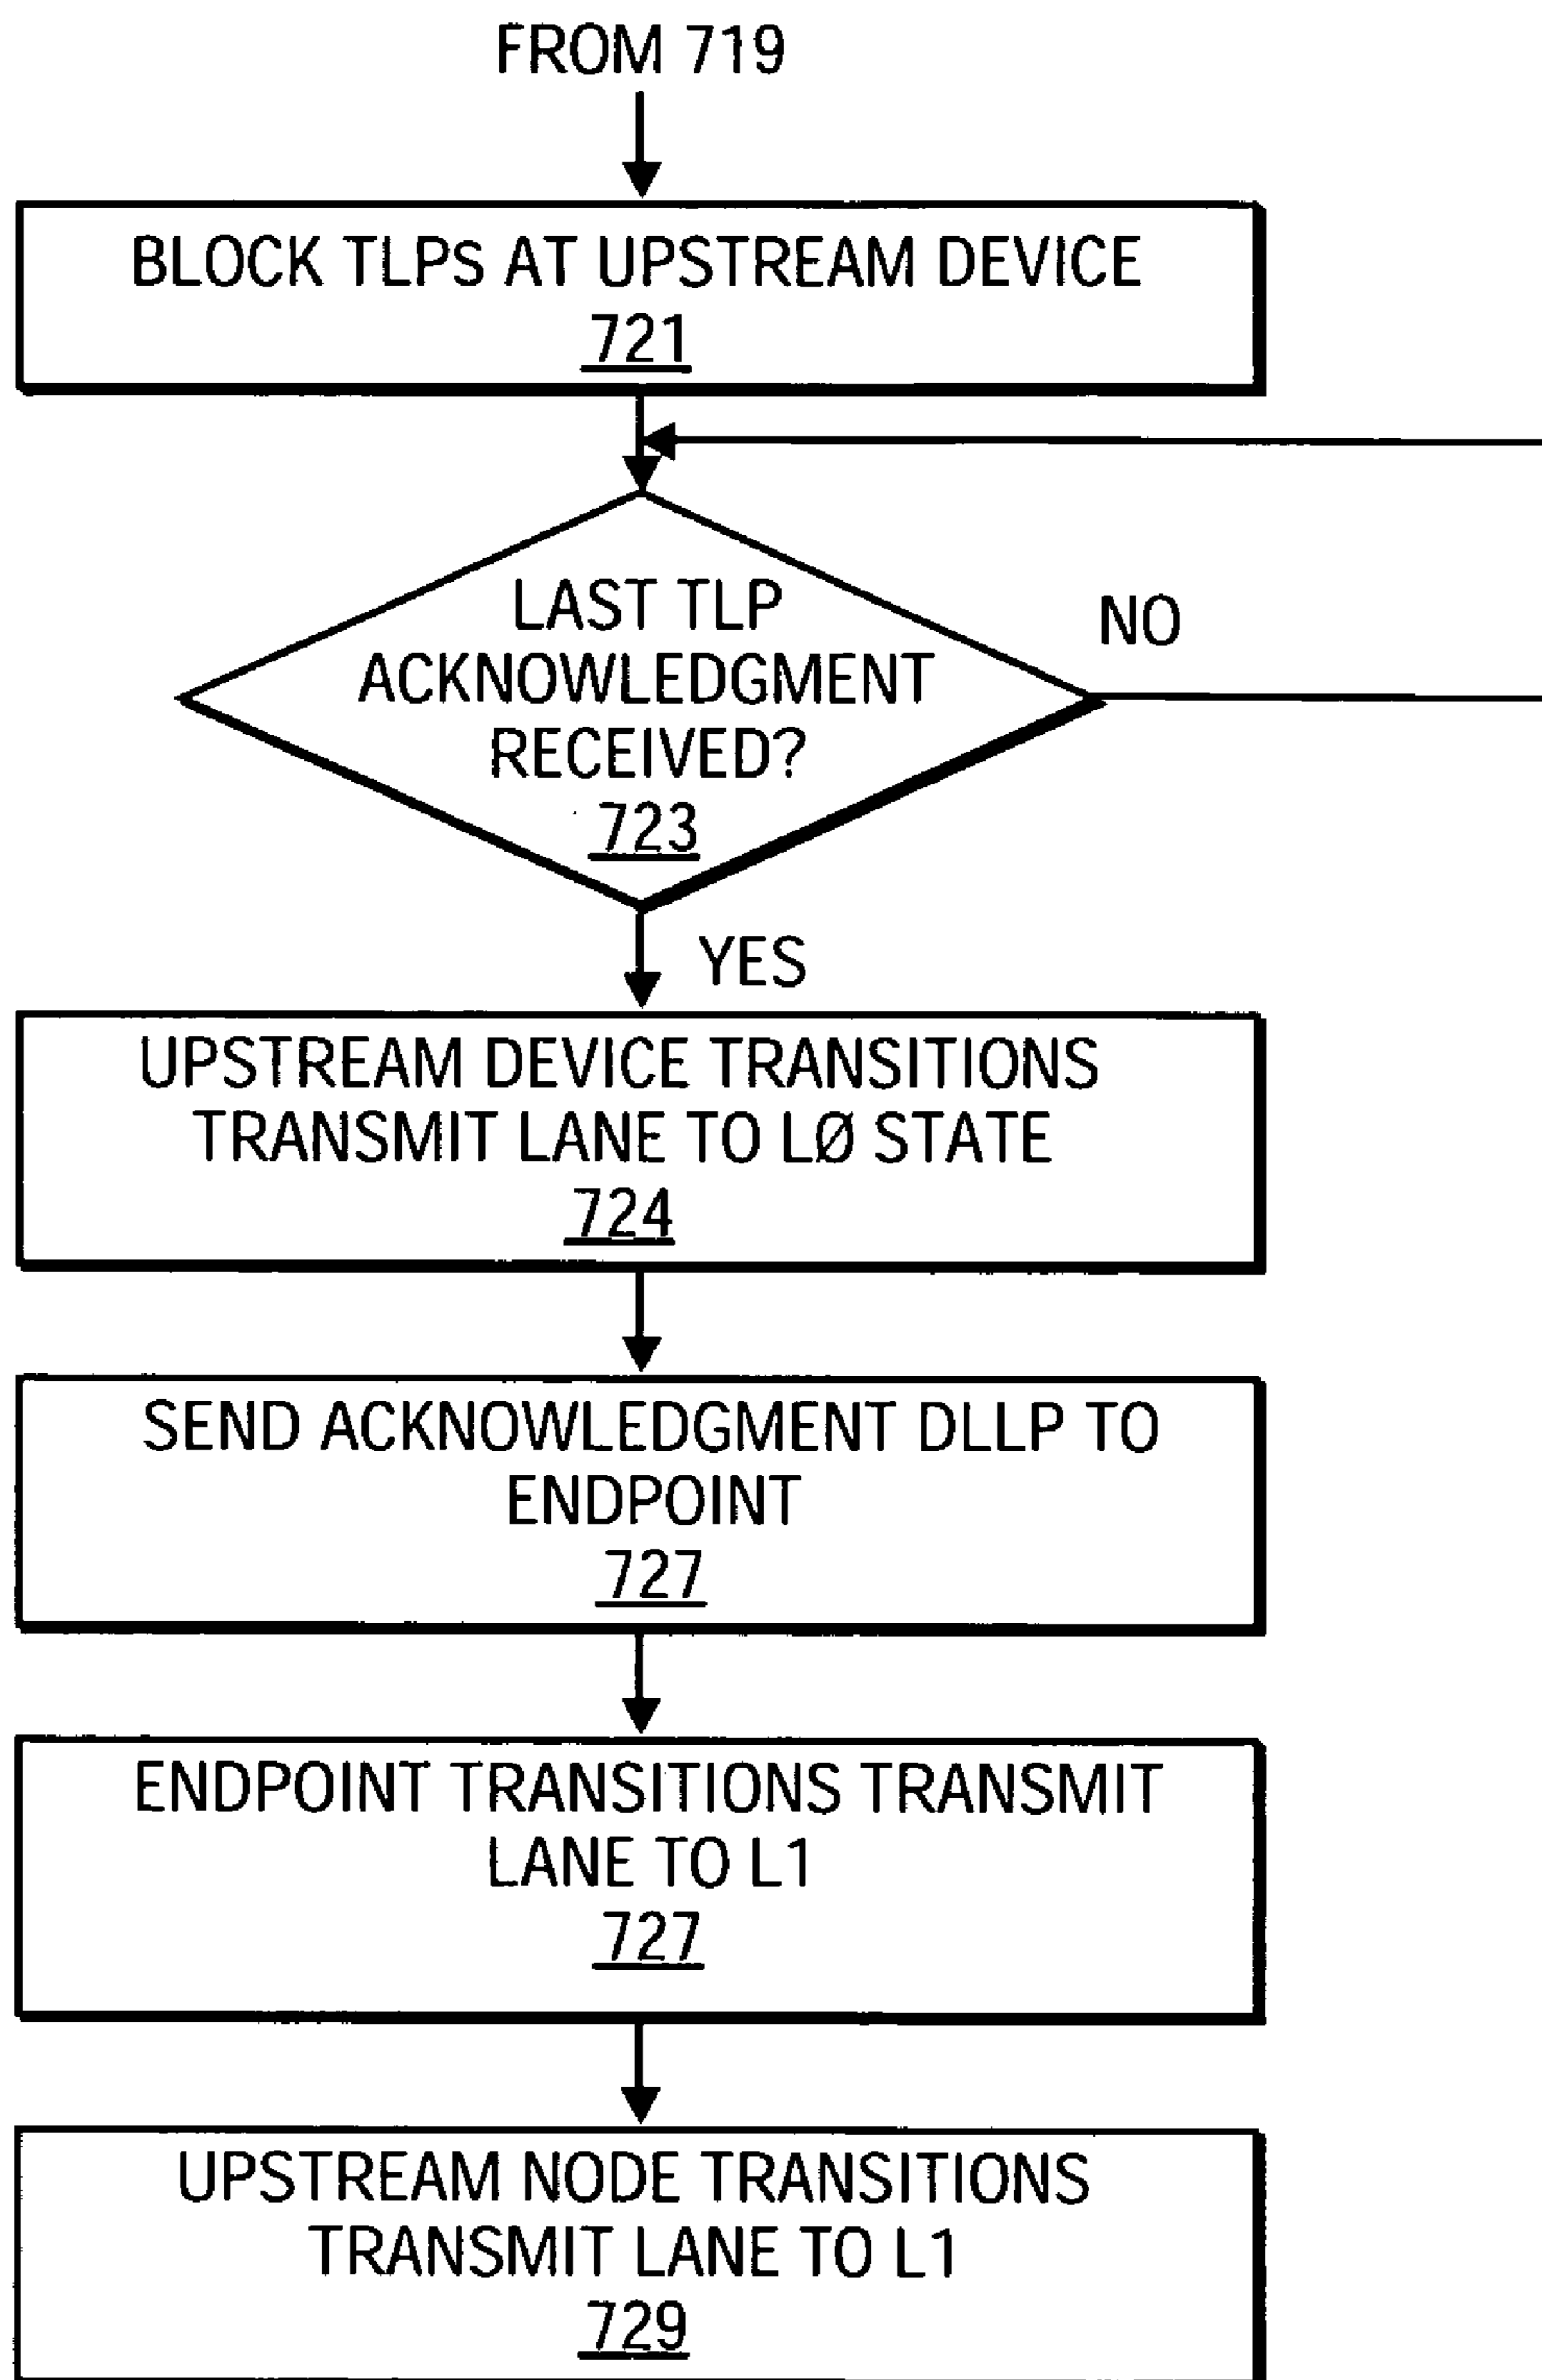 FROM 719
BLOCK TLPs AT UPSTREAM DEVICE
721
LAST TLP
ACKNOWLEDGMENT
RECEIVED?
723
NO
YES
UPSTREAM DEVICE TRANSITIONS
TRANSMIT LANE TO LØ STATE
724
SEND ACKNOWLEDGMENT DLLP TO
ENDPOINT
727
ENDPOINT TRANSITIONS TRANSMIT
LANE TO L1
727
UPSTREAM NODE TRANSITIONS
TRANSMIT LANE TO L1
729